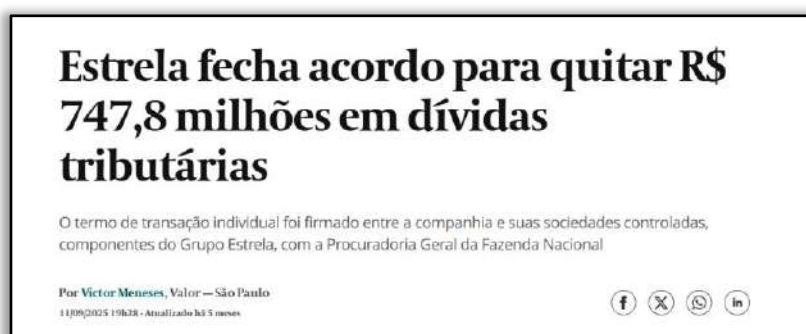 Estrela fecha acordo para quitar R$
747,8 milhões em dívidas
tributárias
O termo de transação individual foi firmado entre a companhia e suas sociedades controladas,
componentes do Grupo Estrela, com a Procuradoria Geral da Fazenda Nacional
Por Victor Meneses, Valor — São Paulo
11/09/2025 19h28 · Atualizado há 5 meses